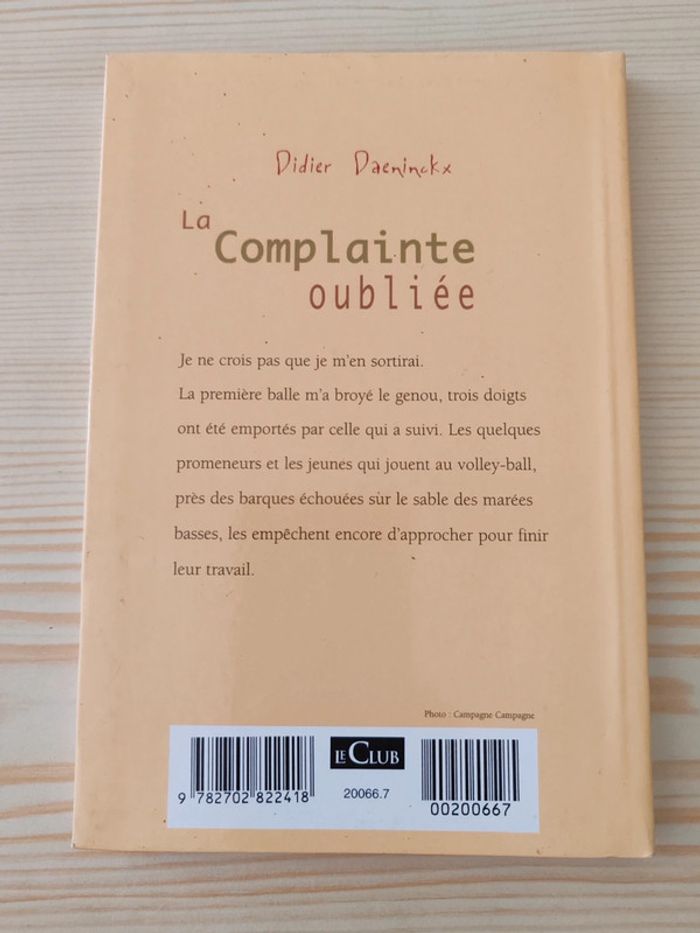 Didier Daeninckx
La
Complainte
oubliée
Je ne crois pas que je m'en sortirai.
La première balle m'a broyé le genou, trois doigts
ont été emportés par celle qui a suivi. Les quelques
promeneurs et les jeunes qui jouent au volley-ball,
près des barques échouées sur le sable des marées
basses, les empêchent encore d'approcher pour finir
leur travail.
Photo : Campagne Campagne
LE CLUB
9 782702 822418
20066.7
00200667